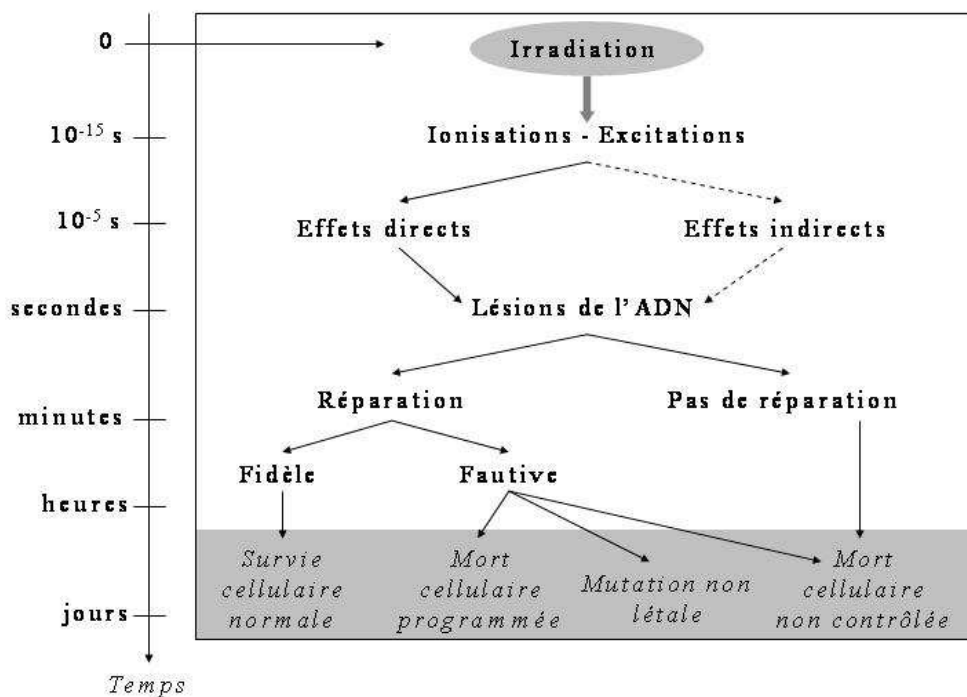 0
Irradiation
10-15 s
Ionisations - Excitations
10-5 s
Effets directs
Effets indirects
secondes
Lésions de l'ADN
minutes
Réparation
Pas de réparation
Fidèle
Fautive
heures
Survie
cellulaire
normale
Mort
cellulaire
programmée
Mutation non
létale
Mort
cellulaire
non contrôlée
jours
Temps